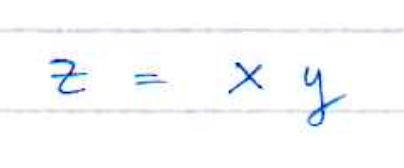 z = x y